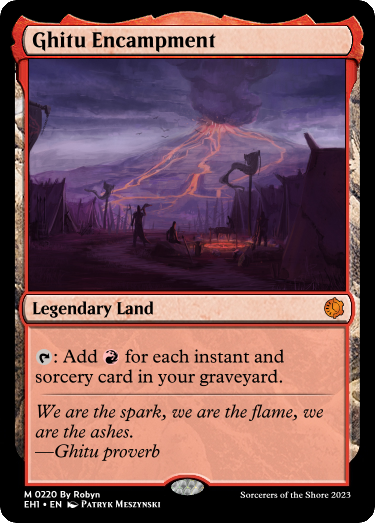 Ghitu Encampment
Legendary Land
: Add for each instant and
sorcery card in your graveyard.
We are the spark, we are the flame, we
are the ashes.
—Ghitu proverb
M 0220 By Robyn
EH1 • EN Patryk Meszynski
Sorcerers of the Shore 2023